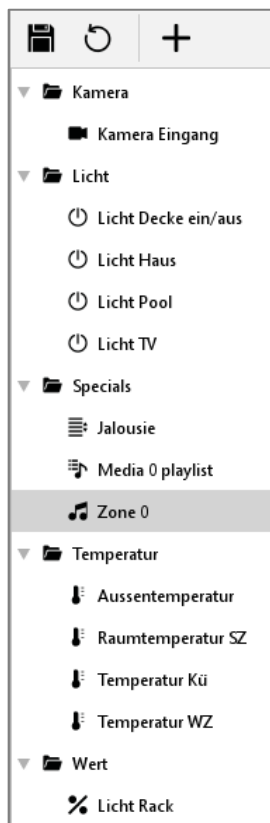 Kamera
Kamera Eingang
Licht
Licht Decke ein/aus
Licht Haus
Licht Pool
Licht TV
Specials
Jalousie
Media 0 playlist
Zone 0
Temperatur
Aussentemperatur
Raumtemperatur SZ
Temperatur Kü
Temperatur WZ
Wert
Licht Rack